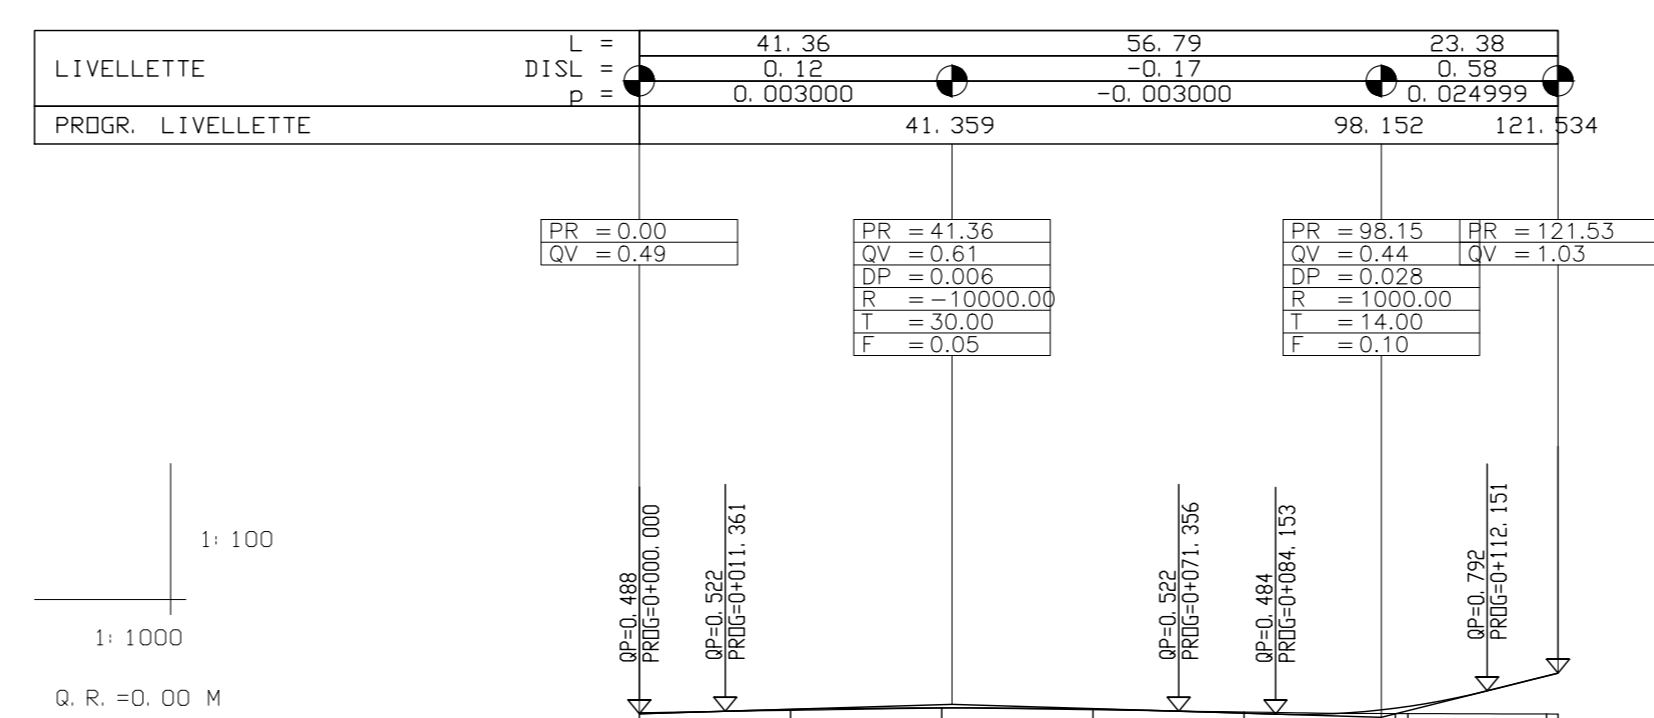 L = 41.36 56.79 23.38
LIVELLETTE DISL = 0.12 -0.17 0.58
p = 0.003000 -0.003000 0.024999
PROGR. LIVELLETTE 41.359 98.152 121.534
PR = 0.00
QV = 0.49
PR = 41.36
QV = 0.61
DP = 0.006
R = -10000.00
T = 30.00
F = 0.05
PR = 98.15
QV = 0.44
DP = 0.028
R = 1000.00
T = 14.00
F = 0.10
PR = 121.53
QV = 1.03
1:100
1:1000
Q.R.=0.00 M
QP=0.488
PROG=0+000.000
QP=0.522
PROG=0+011.361
QP=0.522
PROG=0+071.356
QP=0.484
PROG=0+084.153
QP=0.792
PROG=0+112.151